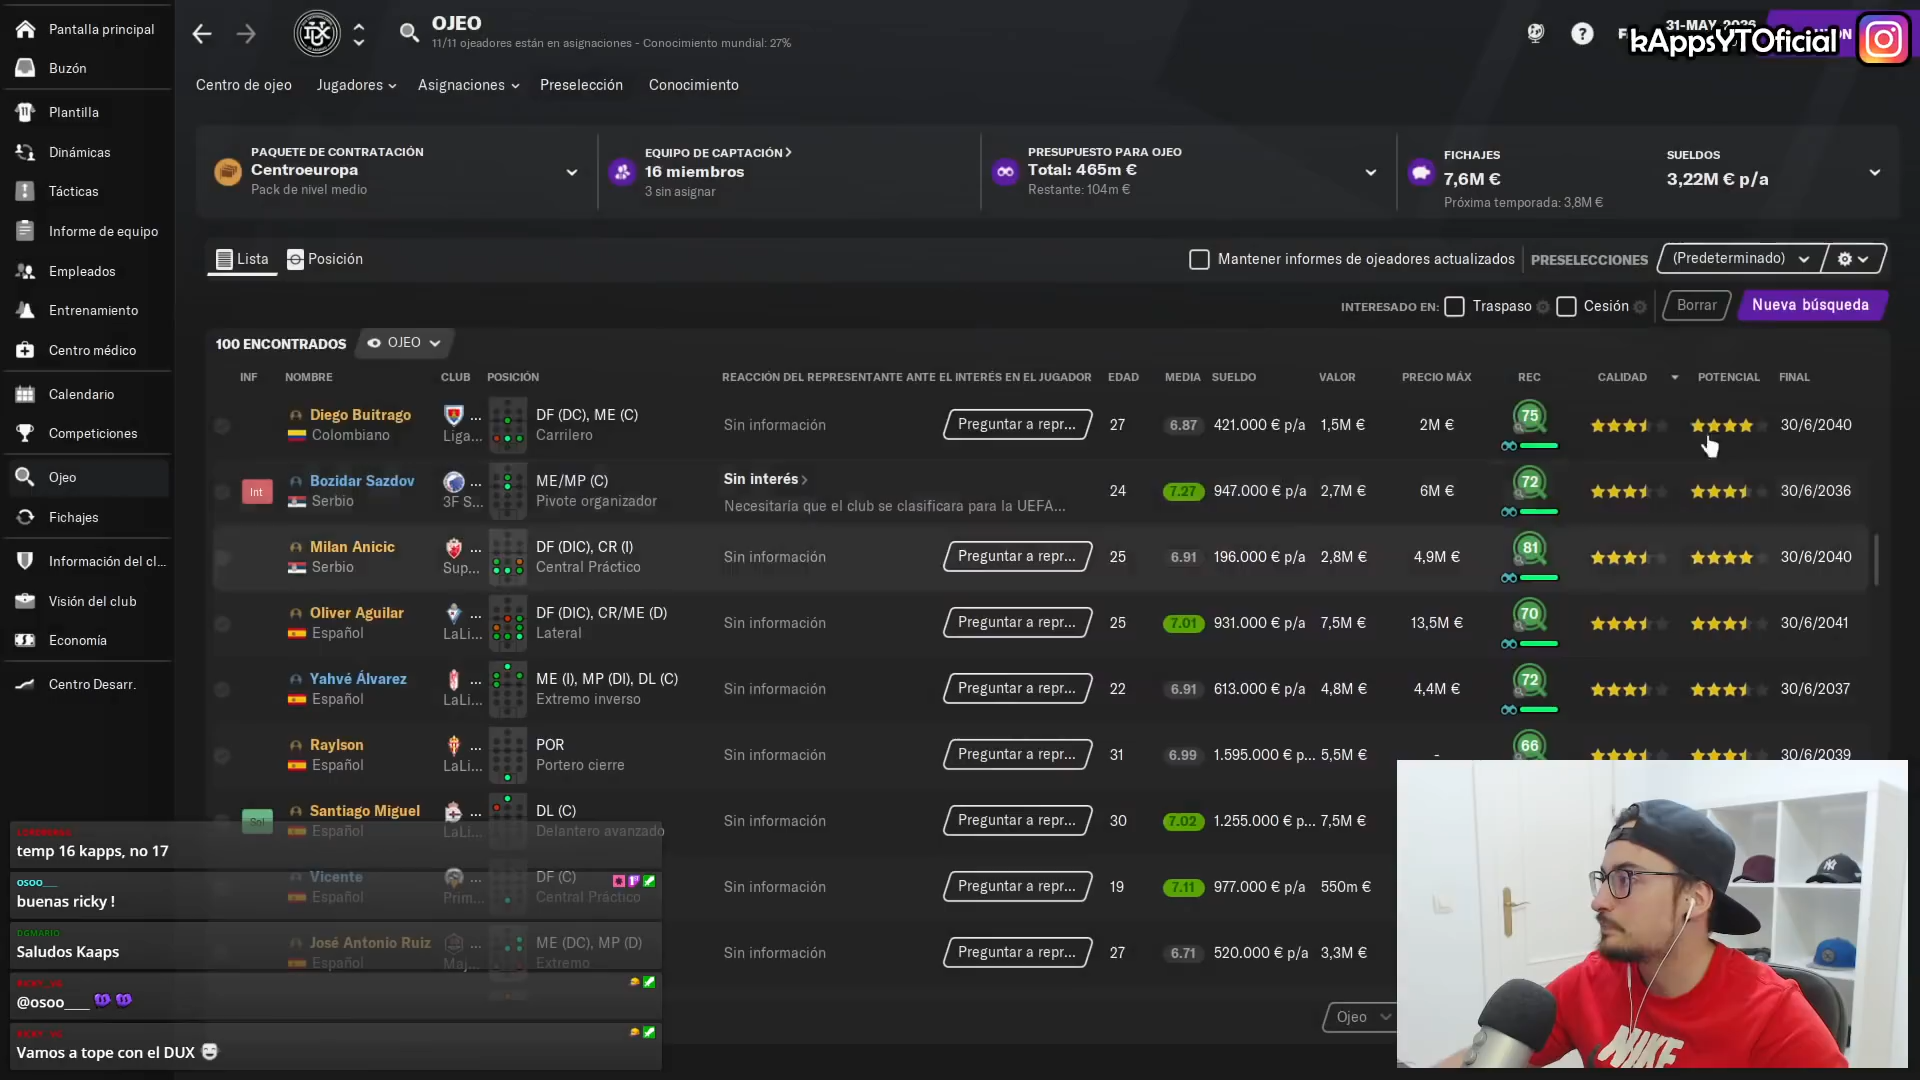 Pantalla principal
Buzón
Plantilla
Dinámicas
Tácticas
Informe de equipo
Empleados
Entrenamiento
Centro médico
Calendario
Competiciones
Ojeo
Fichajes
Información del cl...
Visión del club
Economía
Centro Desarr.
OJEO
11/11 ojeadores están en asignaciones - Conocimiento mundial: 27%
kAppsYTOficial
Centro de ojeo Jugadores Asignaciones Preselección Conocimiento
PAQUETE DE CONTRATACIÓN
Centroeuropa
Pack de nivel medio
EQUIPO DE CAPTACIÓN >
16 miembros
3 sin asignar
PRESUPUESTO PARA OJEO
Total: 465m €
Restante: 104m €
FICHAJES
7,6M €
Próxima temporada: 3,8M €
SUELDOS
3,22M € p/a
Lista Posición
Mantener informes de ojeadores actualizados PRESELECCIONES (Predeterminado)
INTERESADO EN: Traspaso Cesión Borrar Nueva búsqueda
100 ENCONTRADOS OJEO
INF NOMBRE CLUB POSICIÓN REACCIÓN DEL REPRESENTANTE ANTE EL INTERÉS EN EL JUGADOR EDAD MEDIA SUELDO VALOR PRECIO MÁX REC CALIDAD POTENCIAL FINAL
Diego Buitrago ... DF (DC), ME (C) Sin información Preguntar a repr... 27 6.87 421.000 € p/a 1,5M € 2M € 75 30/6/2040
Colombiano Liga... Carrilero
Int Bozidar Sazdov ... ME/MP (C) Sin interés > 24 7.27 947.000 € p/a 2,7M € 6M € 72 30/6/2036
Serbio 3F S... Pivote organizador Necesitaría que el club se clasificara para la UEFA...
Milan Anicic ... DF (DIC), CR (I) Sin información Preguntar a repr... 25 6.91 196.000 € p/a 2,8M € 4,9M € 81 30/6/2040
Serbio Sup... Central Práctico
Oliver Aguilar ... DF (DIC), CR/ME (D) Sin información Preguntar a repr... 25 7.01 931.000 € p/a 7,5M € 13,5M € 70 30/6/2041
Español LaLi... Lateral
Yahvé Álvarez ... ME (I), MP (DI), DL (C) Sin información Preguntar a repr... 22 6.91 613.000 € p/a 4,8M € 4,4M € 72 30/6/2037
Español LaLi... Extremo inverso
Raylson ... POR Sin información Preguntar a repr... 31 6.99 1.595.000 € p... 5,5M € - 66 30/6/2039
Español LaLi... Portero cierre
Santiago Miguel ... DL (C) Sin información Preguntar a repr... 30 7.02 1.255.000 € p... 7,5M €
Español LaLi... Delantero avanzado
Vicente ... DF (C) Sin información Preguntar a repr... 19 7.11 977.000 € p/a 550m €
Español Prim... Central Práctico
José Antonio Ruiz ... ME (DC), MP (D) Sin información Preguntar a repr... 27 6.71 520.000 € p/a 3,3M €
Español Maj... Extremo
Ojeo
temp 16 kapps, no 17
osoo__
buenas ricky !
DGMARIO
Saludos Kaaps
@osoo___
Vamos a tope con el DUX
NIKE